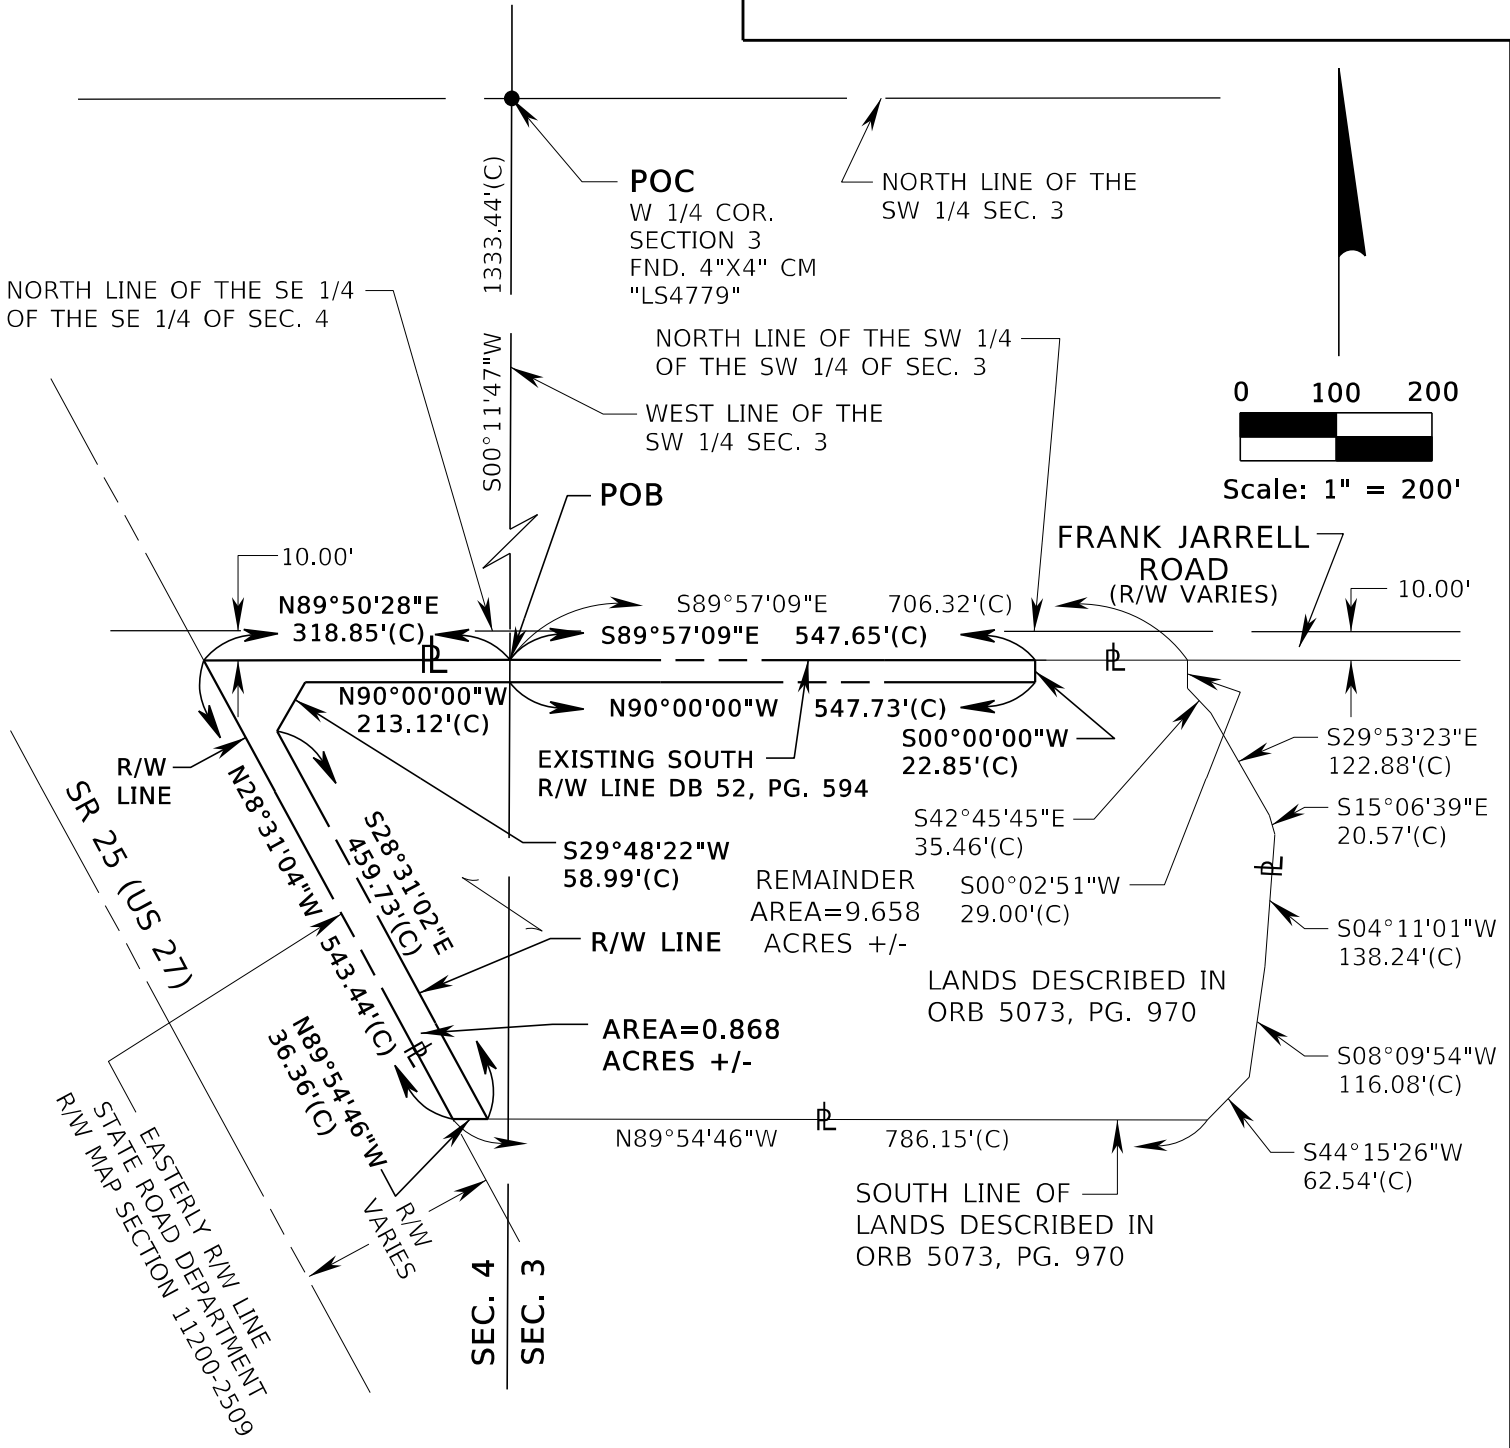 POC
W 1/4 COR.
SECTION 3
FND. 4"X4" CM
"LS4779"
NORTH LINE OF THE
SW 1/4 SEC. 3
1333.44'(C)
S00°11'47"W
NORTH LINE OF THE SE 1/4
OF THE SE 1/4 OF SEC. 4
NORTH LINE OF THE SW 1/4
OF THE SW 1/4 OF SEC. 3
WEST LINE OF THE
SW 1/4 SEC. 3
0 100 200
Scale: 1" = 200'
POB
FRANK JARRELL
ROAD
(R/W VARIES)
10.00'
10.00'
N89°50'28"E
318.85'(C)
S89°57'09"E 706.32'(C)
S89°57'09"E 547.65'(C)
PL
PL
N90°00'00"W
213.12'(C)
N90°00'00"W 547.73'(C)
S00°00'00"W
22.85'(C)
EXISTING SOUTH
R/W LINE DB 52, PG. 594
R/W
LINE
S29°53'23"E
122.88'(C)
S15°06'39"E
20.57'(C)
S42°45'45"E
35.46'(C)
S00°02'51"W
29.00'(C)
PL
SR 25 (US 27)
N28°31'04"W 543.44'(C)
S28°31'02"E
459.73'(C)
S29°48'22"W
58.99'(C)
REMAINDER
AREA=9.658
ACRES +/-
R/W LINE
S04°11'01"W
138.24'(C)
LANDS DESCRIBED IN
ORB 5073, PG. 970
AREA=0.868
ACRES +/-
PL
S08°09'54"W
116.08'(C)
N89°54'46"W
36.36'(C)
PL
N89°54'46"W 786.15'(C)
S44°15'26"W
62.54'(C)
SOUTH LINE OF
LANDS DESCRIBED IN
ORB 5073, PG. 970
R/W
VARIES
EASTERLY R/W LINE
STATE ROAD DEPARTMENT
R/W MAP SECTION 11200-2509
SEC. 4
SEC. 3